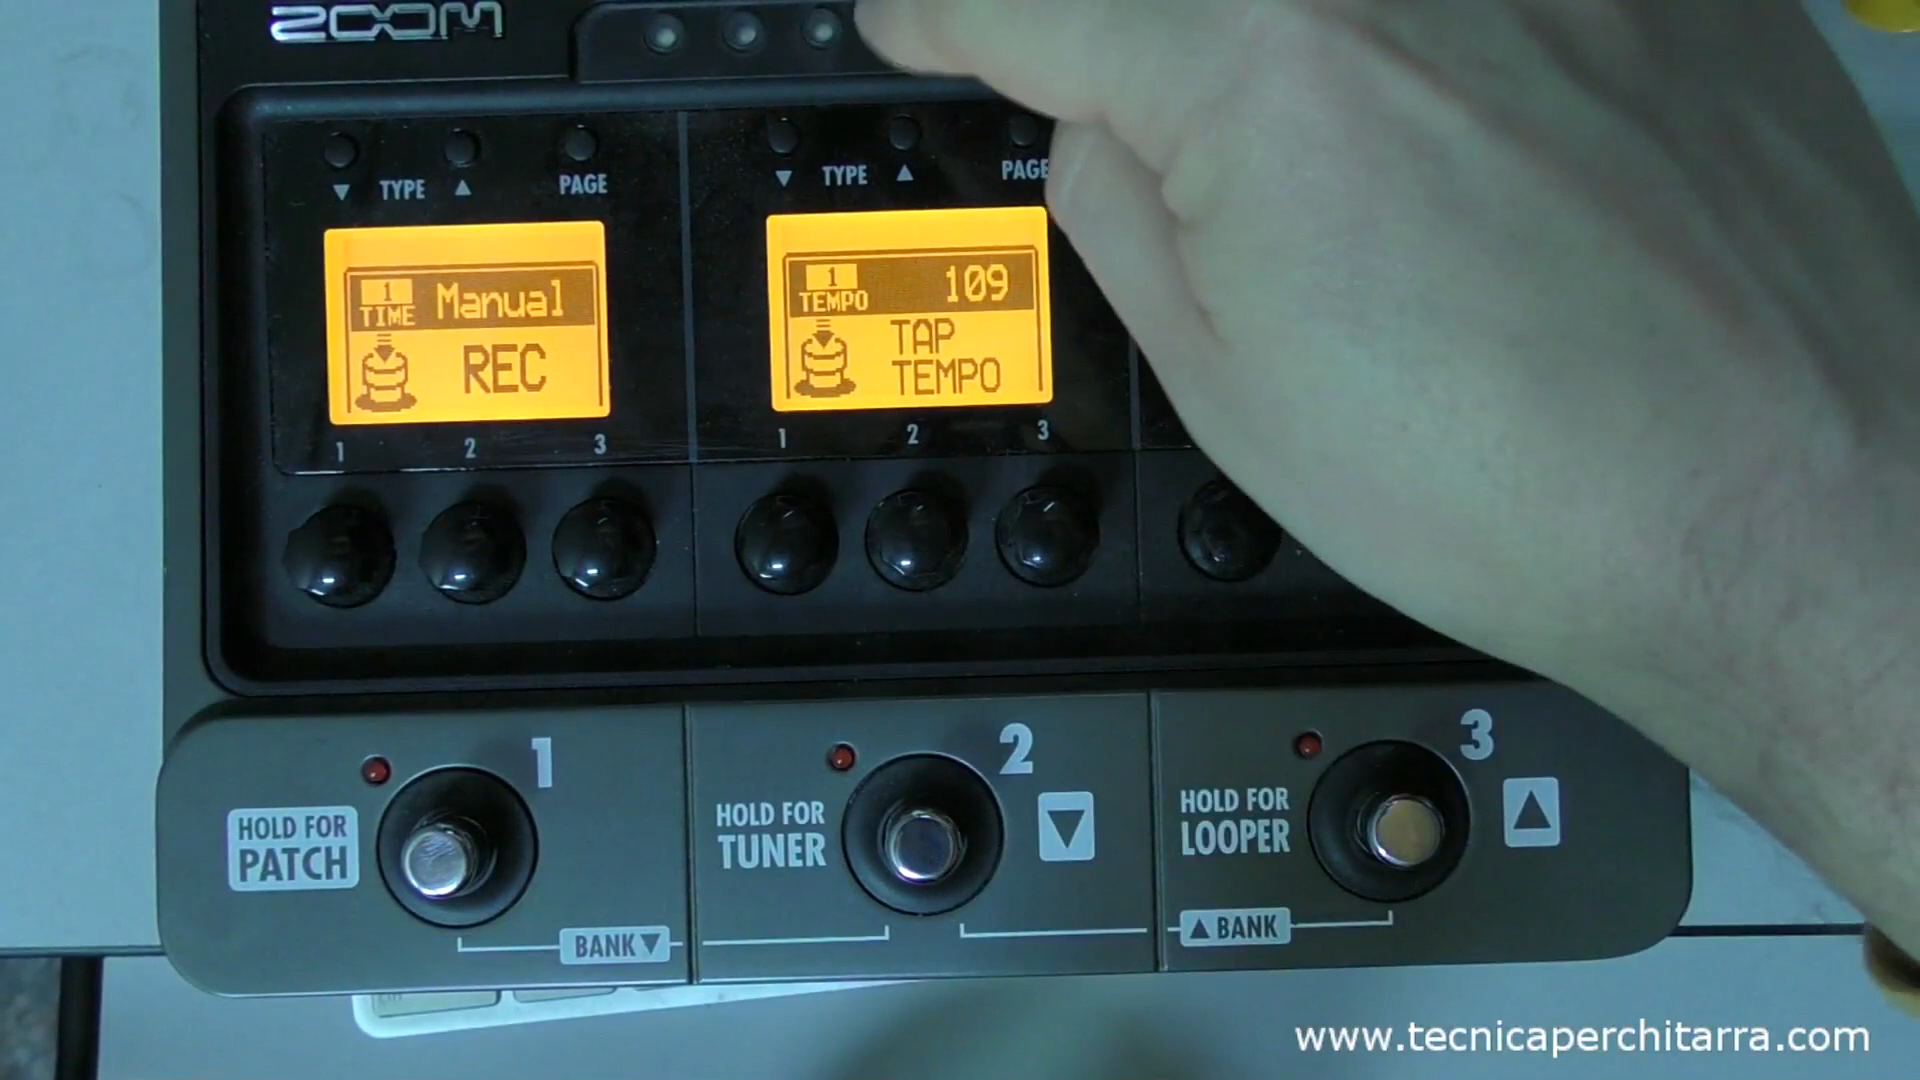 ZOOM
▼ TYPE ▲ PAGE
▼ TYPE ▲ PAGE
1
TIME Manual
REC
1
TEMPO 109
TAP
TEMPO
1 2 3
1 2 3
1
HOLD FOR
PATCH
BANK ▼
2
HOLD FOR
TUNER
▼
3
HOLD FOR
LOOPER
▲
▲ BANK
www.tecnicaperchitarra.com